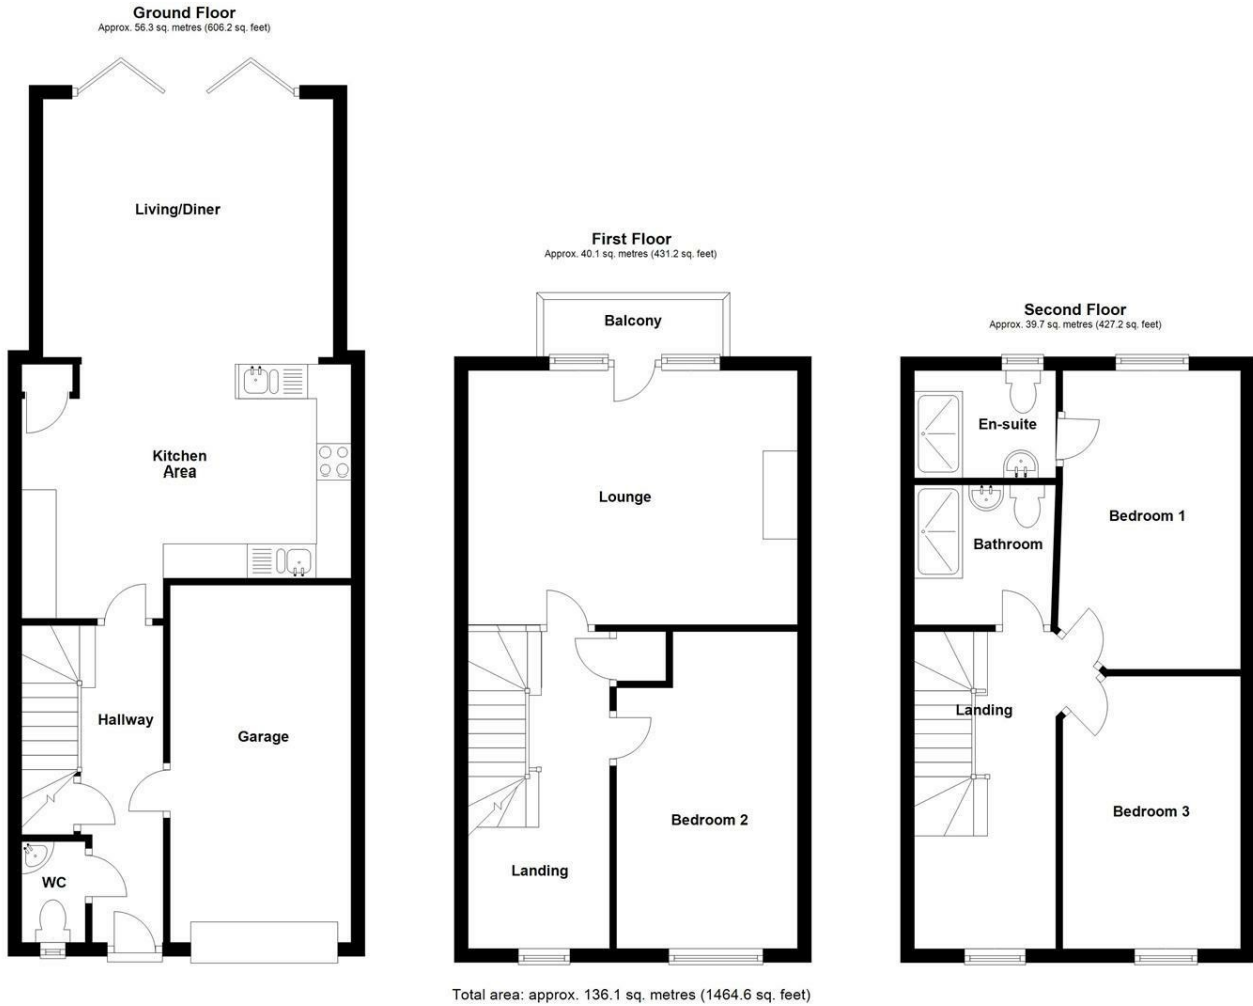 Ground Floor
Approx. 56.3 sq. metres (606.2 sq. feet)
Living/Diner
Kitchen
Area
Hallway
Garage
WC
First Floor
Approx. 40.1 sq. metres (431.2 sq. feet)
Balcony
Lounge
Bedroom 2
Landing
Second Floor
Approx. 39.7 sq. metres (427.2 sq. feet)
En-suite
Bedroom 1
Bathroom
Landing
Bedroom 3
Total area: approx. 136.1 sq. metres (1464.6 sq. feet)